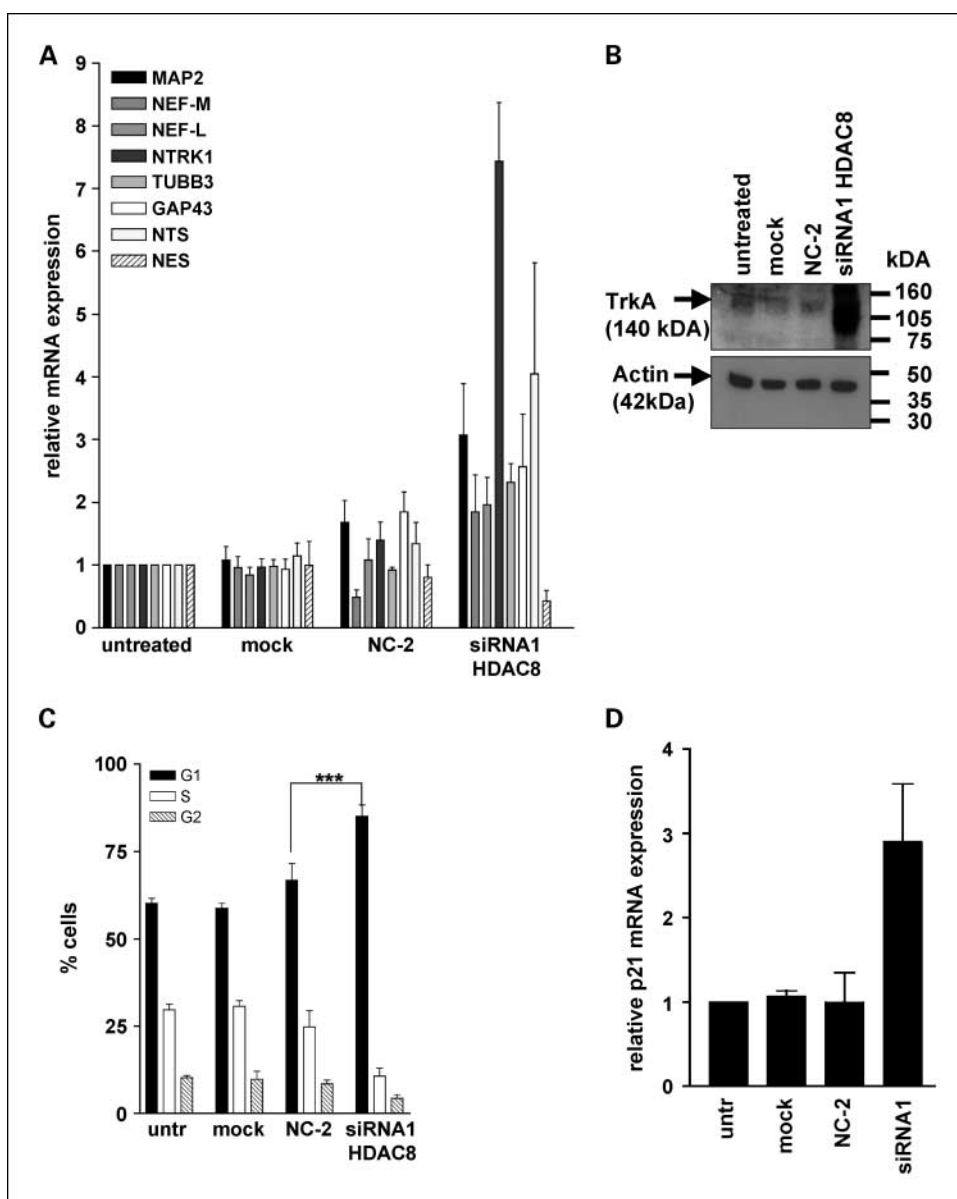 A
relative mRNA expression
9
8
7
6
5
4
3
2
1
0
MAP2
NEF-M
NEF-L
NTRK1
TUBB3
GAP43
NTS
NES
untreated
mock
NC-2
siRNA1
HDAC8
B
untreated
mock
NC-2
siRNA1 HDAC8
kDA
TrkA
(140 kDA)
160
105
75
Actin
(42kDa)
50
35
30
C
% cells
100
75
50
25
0
G1
S
G2
***
untr
mock
NC-2
siRNA1
HDAC8
D
relative p21 mRNA expression
4
3
2
1
0
untr
mock
NC-2
siRNA1